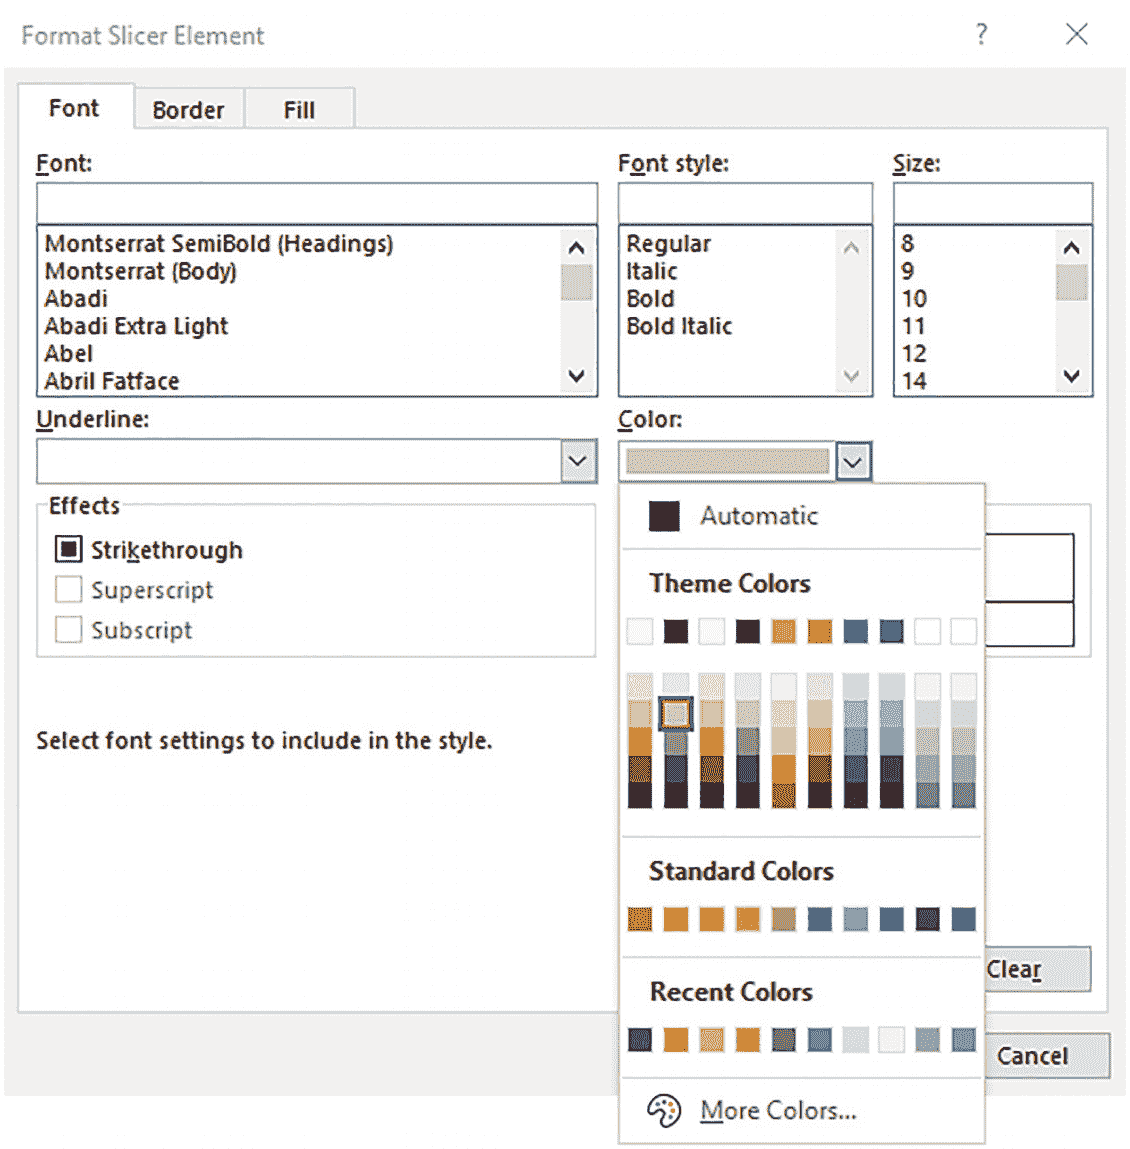 Format Slicer Element ?
Font Border Fill
Font: Font style: Size:
Montserrat SemiBold (Headings) Regular 8
Montserrat (Body) Italic 9
Abadi Bold 10
Abadi Extra Light Bold Italic 11
Abel 12
Abril Fatface 14
Underline: Color:
Effects Automatic
Strikethrough
Superscript Theme Colors
Subscript
Select font settings to include in the style.
Standard Colors
Clear
Recent Colors
Cancel
More Colors...